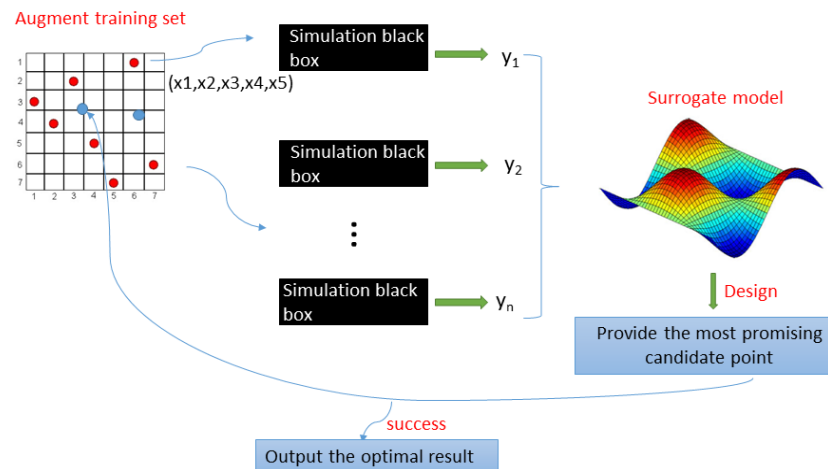 Augment training set
1
2
3
4
5
6
7
1 2 3 4 5 6 7
(x1,x2,x3,x4,x5)
Simulation black
box
y1
Simulation black
box
y2
⋮
Simulation black
box
yn
Surrogate model
Design
Provide the most promising
candidate point
success
Output the optimal result